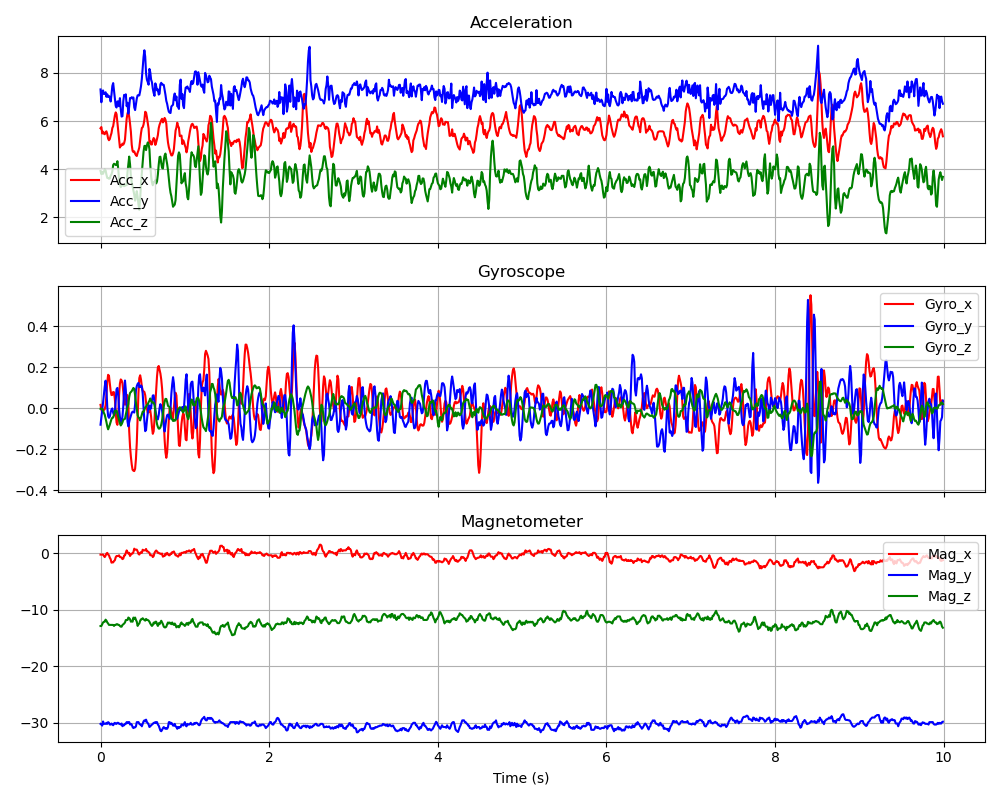 Acceleration
8
6
4
2
Acc_x
Acc_y
Acc_z
Gyroscope
0.4
0.2
0.0
−0.2
−0.4
Gyro_x
Gyro_y
Gyro_z
Magnetometer
0
−10
−20
−30
Mag_x
Mag_y
Mag_z
0 2 4 6 8 10
Time (s)